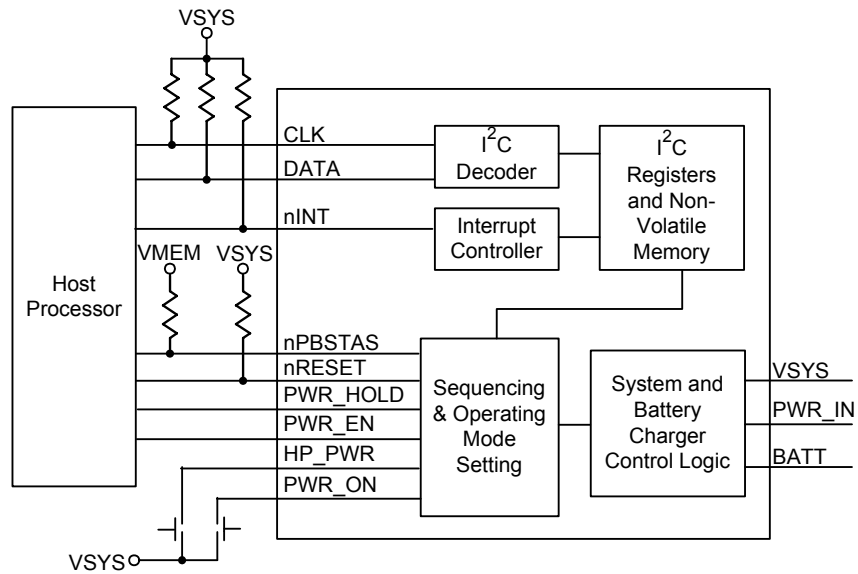 VSYS
CLK
DATA
nINT
I²C
Decoder
Interrupt
Controller
I²C
Registers
and Non-
Volatile
Memory
VMEM
VSYS
Host
Processor
nPBSTAS
nRESET
PWR_HOLD
PWR_EN
HP_PWR
PWR_ON
Sequencing
& Operating
Mode
Setting
System and
Battery
Charger
Control Logic
VSYS
PWR_IN
BATT
VSYS